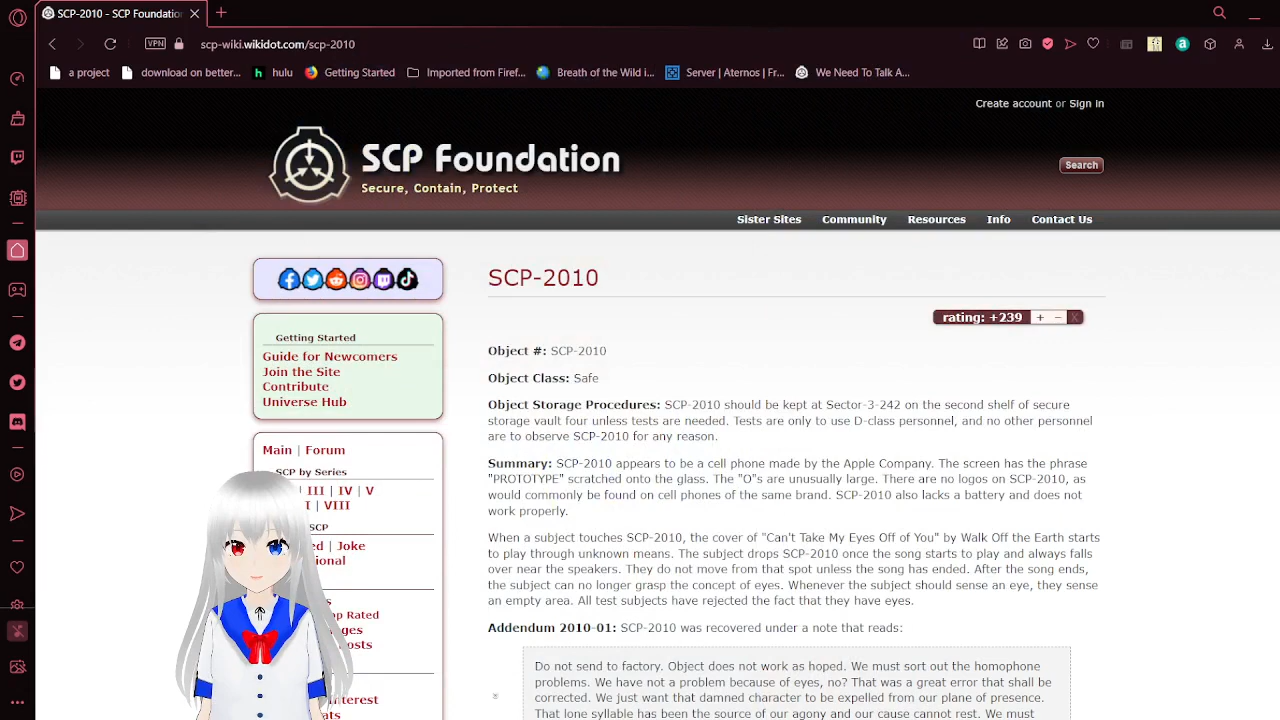 SCP-2010 - SCP Foundation
VPN
scp-wiki.wikidot.com/scp-2010
a project
download on better...
hulu
Getting Started
Imported from Firef...
Breath of the Wild i...
Server | Aternos | Fr...
We Need To Talk A...
Create account or Sign in
SCP Foundation
Secure, Contain, Protect
Search
Sister Sites
Community
Resources
Info
Contact Us
Getting Started
Guide for Newcomers
Join the Site
Contribute
Universe Hub
Main | Forum
SCP by Series
| III | IV | V
I | VIII
SCP
ed | Joke
ional
s
op Rated
ges
osts
nterest
ats
SCP-2010
rating: +239 + − X
Object #: SCP-2010
Object Class: Safe
Object Storage Procedures: SCP-2010 should be kept at Sector-3-242 on the second shelf of secure
storage vault four unless tests are needed. Tests are only to use D-class personnel, and no other personnel
are to observe SCP-2010 for any reason.
Summary: SCP-2010 appears to be a cell phone made by the Apple Company. The screen has the phrase
"PROTOTYPE" scratched onto the glass. The "O"s are unusually large. There are no logos on SCP-2010, as
would commonly be found on cell phones of the same brand. SCP-2010 also lacks a battery and does not
work properly.
When a subject touches SCP-2010, the cover of "Can't Take My Eyes Off of You" by Walk Off the Earth starts
to play through unknown means. The subject drops SCP-2010 once the song starts to play and always falls
over near the speakers. They do not move from that spot unless the song has ended. After the song ends,
the subject can no longer grasp the concept of eyes. Whenever the subject should sense an eye, they sense
an empty area. All test subjects have rejected the fact that they have eyes.
Addendum 2010-01: SCP-2010 was recovered under a note that reads:
Do not send to factory. Object does not work as hoped. We must sort out the homophone
problems. We have not a problem because of eyes, no? That was a great error that shall be
corrected. We just want that damned character to be expelled from our plane of presence.
That lone syllable has been the source of our agony and our cause cannot rest. We must